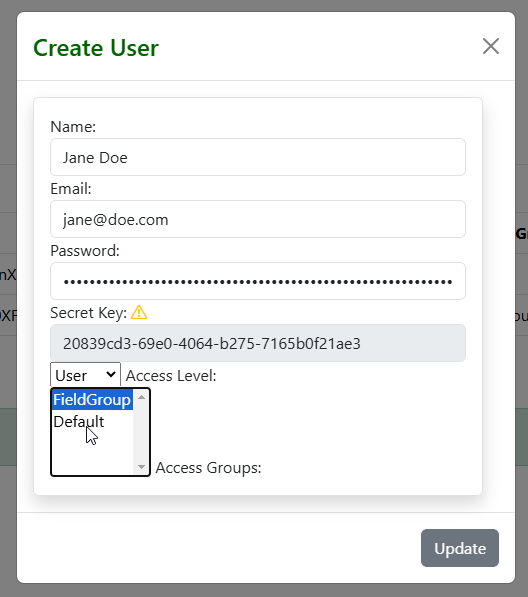 Create User
Name:
Jane Doe
Email:
jane@doe.com
Password:
••••••••••••••••••••••••••••••••••••••••••••••••••••••••••••
Secret Key:
20839cd3-69e0-4064-b275-7165b0f21ae3
User Access Level:
FieldGroup
Default
Access Groups:
Update